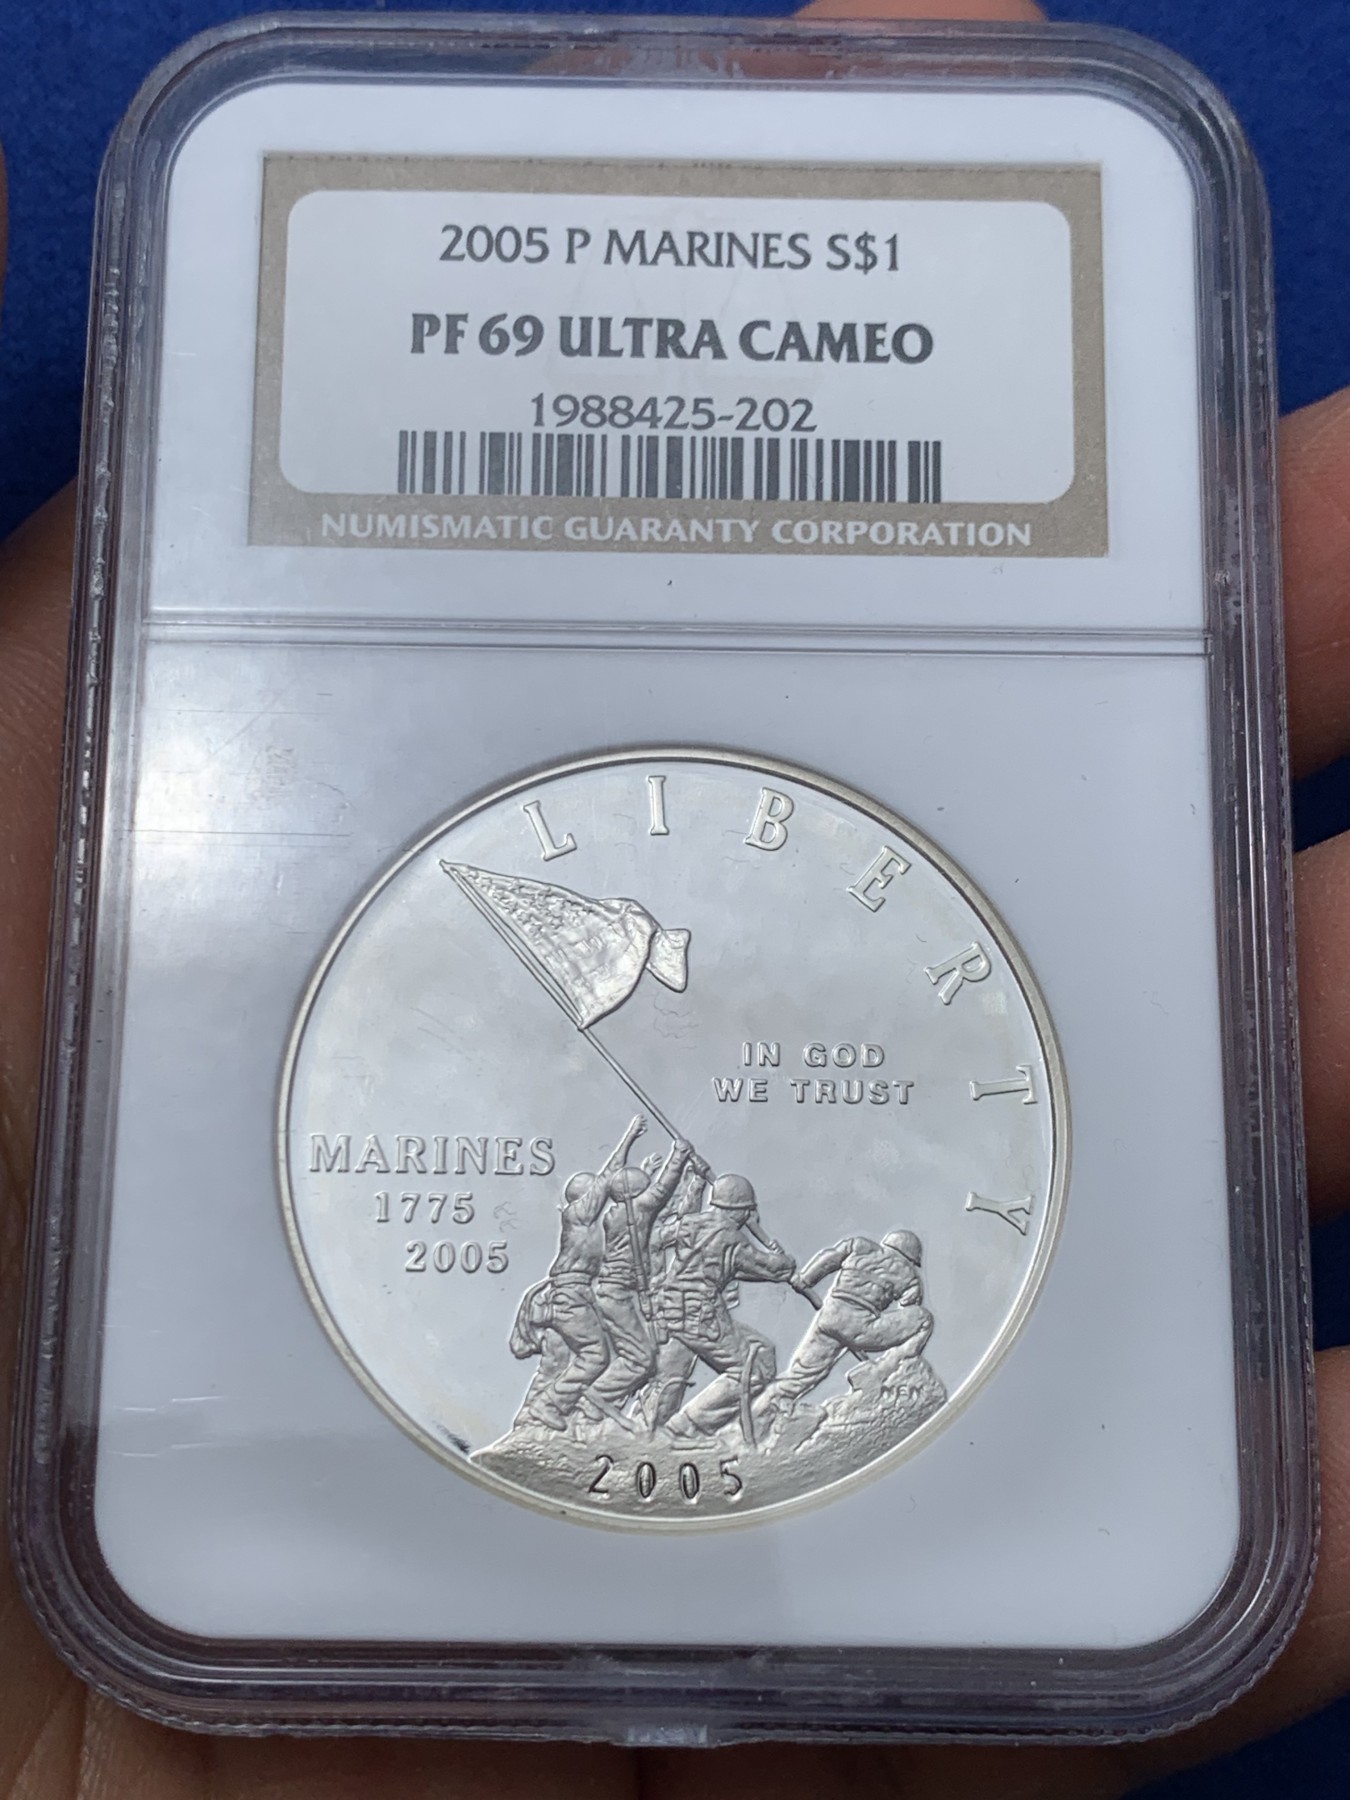 2005 P MARINES S$1
PF 69 ULTRA CAMEO
1988425-202
NUMISMATIC GUARANTY CORPORATION
LIBERTY
IN GOD
WE TRUST
MARINES
1775
2005
NEN
2005